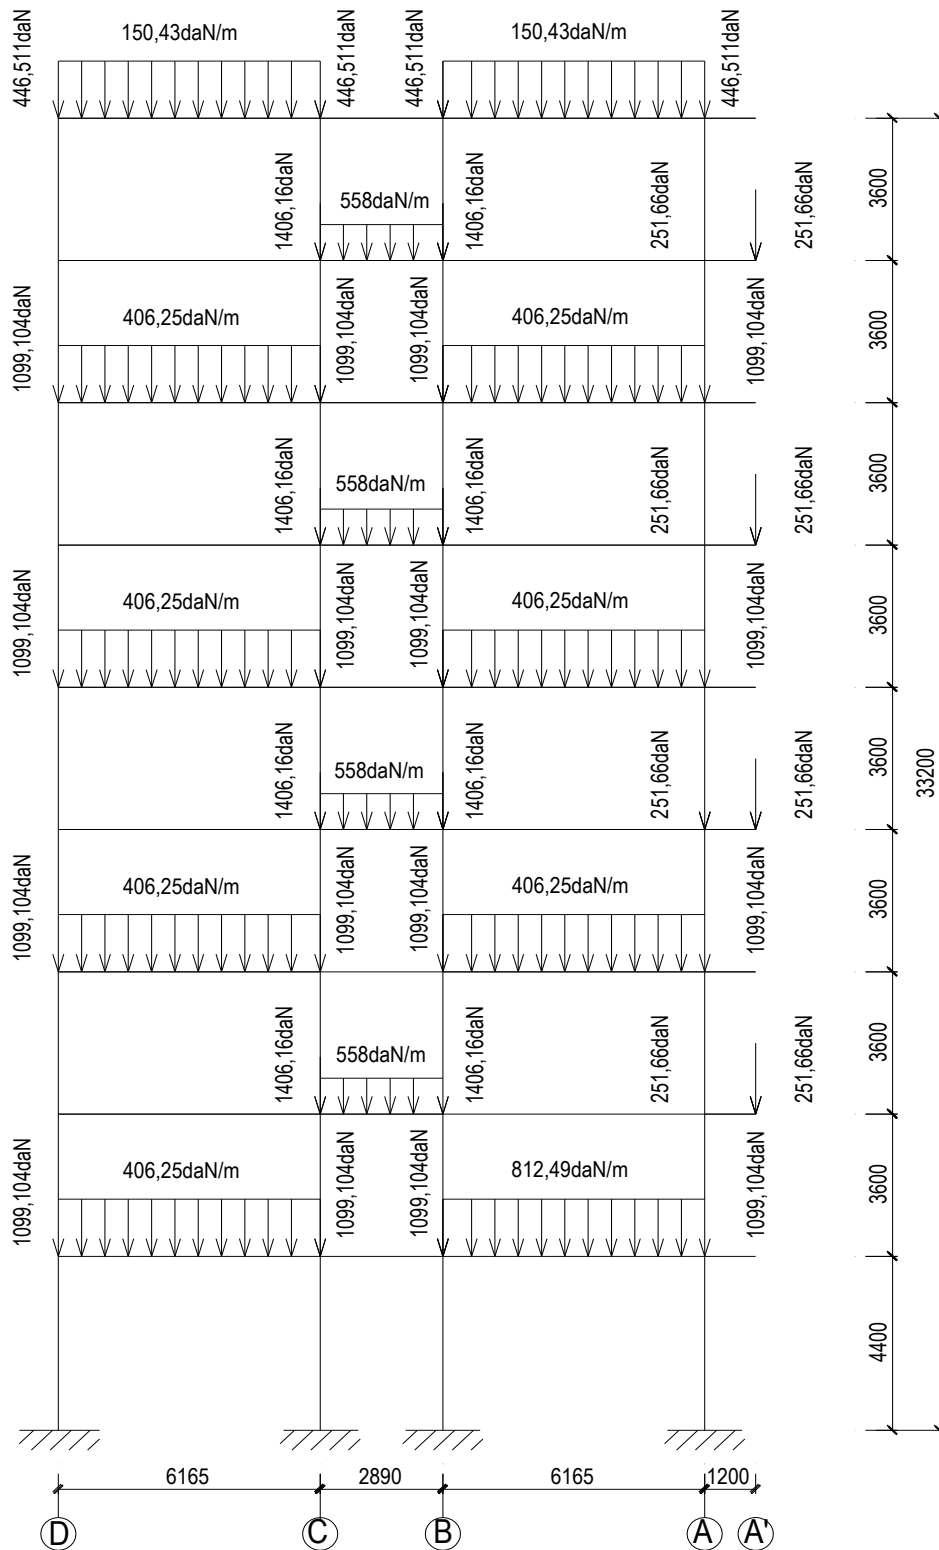 150,43daN/m
150,43daN/m
446,511daN
446,511daN
446,511daN
446,511daN
3600
1406,16daN
558daN/m
1406,16daN
251,66daN
251,66daN
1099,104daN
406,25daN/m
1099,104daN
1099,104daN
406,25daN/m
1099,104daN
3600
1406,16daN
558daN/m
1406,16daN
251,66daN
251,66daN
3600
1099,104daN
406,25daN/m
1099,104daN
1099,104daN
406,25daN/m
1099,104daN
3600
1406,16daN
558daN/m
1406,16daN
251,66daN
251,66daN
3600
33200
1099,104daN
406,25daN/m
1099,104daN
1099,104daN
406,25daN/m
1099,104daN
3600
1406,16daN
558daN/m
1406,16daN
251,66daN
251,66daN
3600
1099,104daN
406,25daN/m
1099,104daN
1099,104daN
812,49daN/m
1099,104daN
3600
4400
6165
2890
6165
1200
D
C
B
A
A'